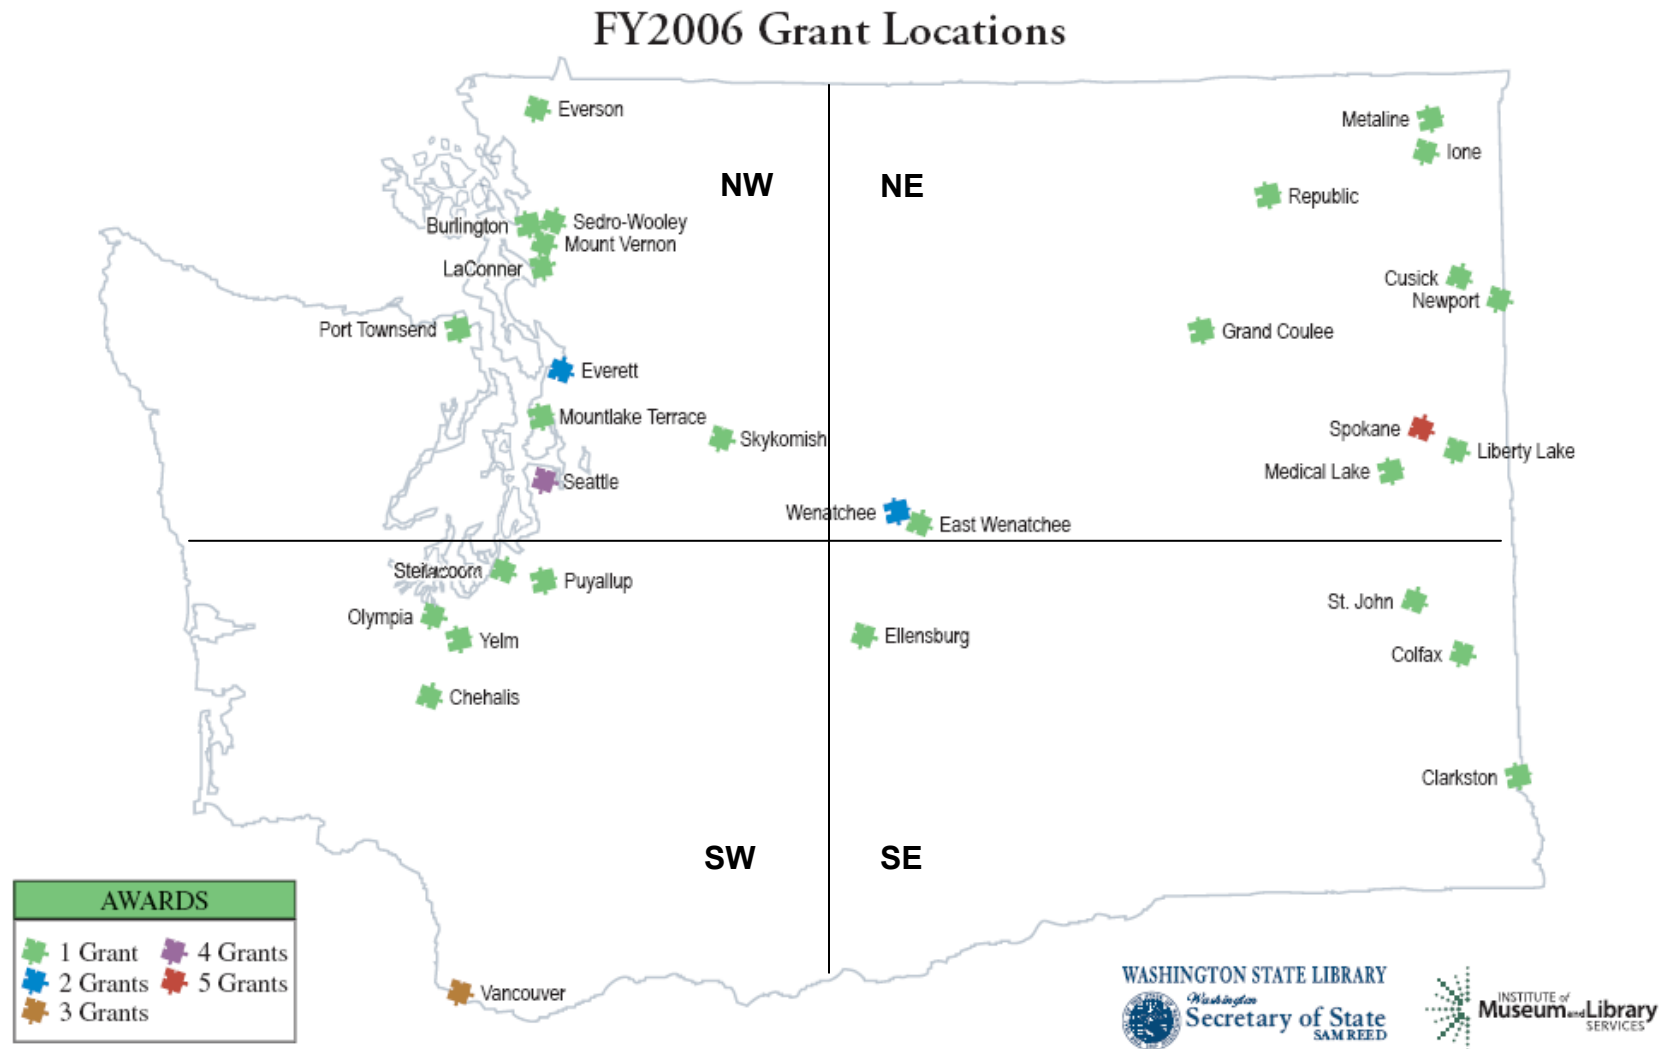 FY2006 Grant Locations
Everson
Metaline
Ione
NW
NE
Republic
Burlington
Sedro-Wooley
Mount Vernon
LaConner
Cusick
Newport
Port Townsend
Grand Coulee
Everett
Mountlake Terrace
Skykomish
Spokane
Liberty Lake
Medical Lake
Seattle
Wenatchee
East Wenatchee
Steilacoom
Puyallup
St. John
Olympia
Yelm
Ellensburg
Colfax
Chehalis
Clarkston
SW
SE
AWARDS
1 Grant
4 Grants
2 Grants
5 Grants
3 Grants
Vancouver
WASHINGTON STATE LIBRARY
Washington
Secretary of State
SAM REED
INSTITUTE of
Museum and Library
SERVICES